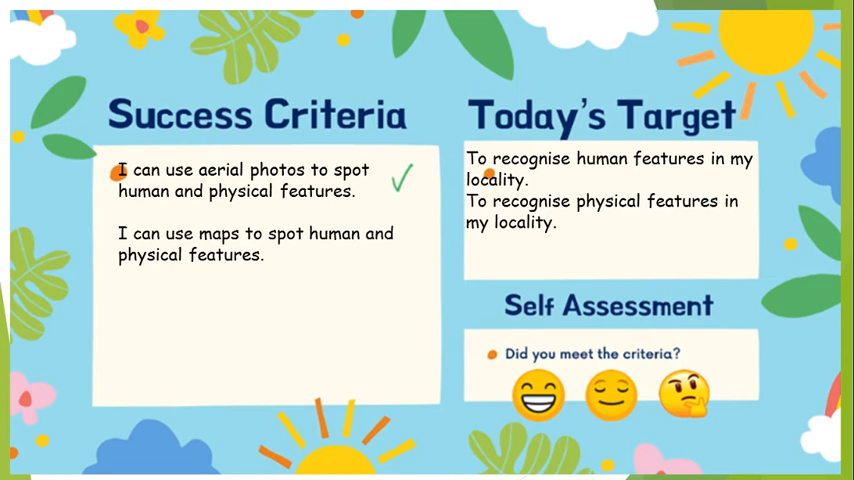 Success Criteria
I can use aerial photos to spot
human and physical features.
I can use maps to spot human and
physical features.
Today's Target
To recognise human features in my
locality.
To recognise physical features in
my locality.
Self Assessment
Did you meet the criteria?